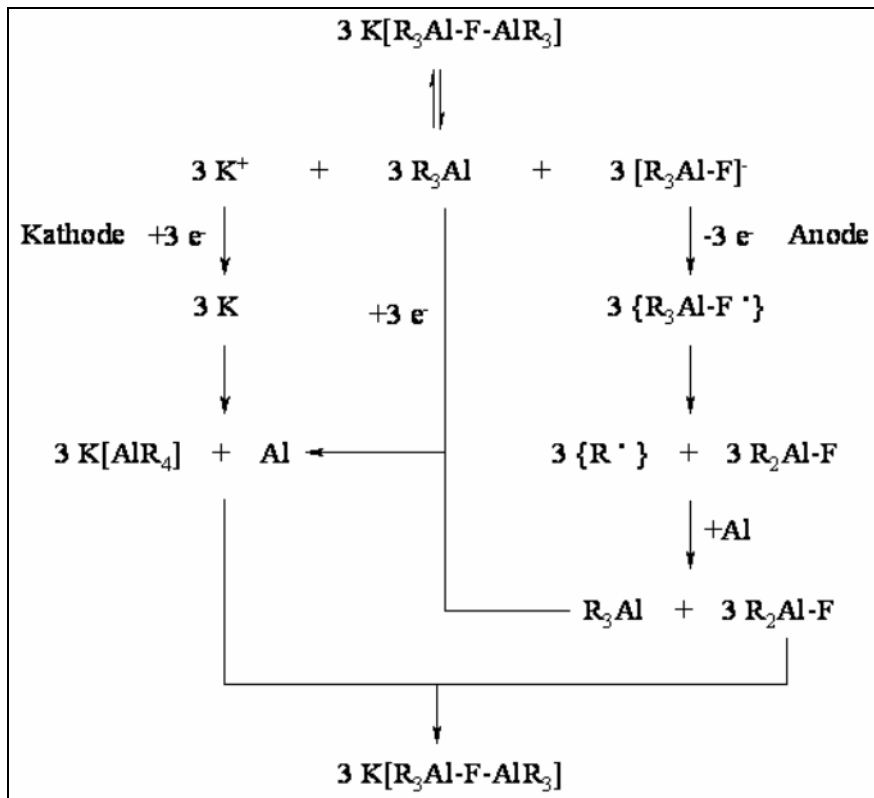 3 K[R₃Al-F-AlR₃]
3 K⁺ + 3 R₃Al + 3 [R₃Al-F]⁻
Kathode +3 e⁻ -3 e⁻ Anode
3 K +3 e⁻ 3 {R₃Al-F˙}
3 K[AlR₄] + Al 3 {R˙} + 3 R₂Al-F
+Al
R₃Al + 3 R₂Al-F
3 K[R₃Al-F-AlR₃]